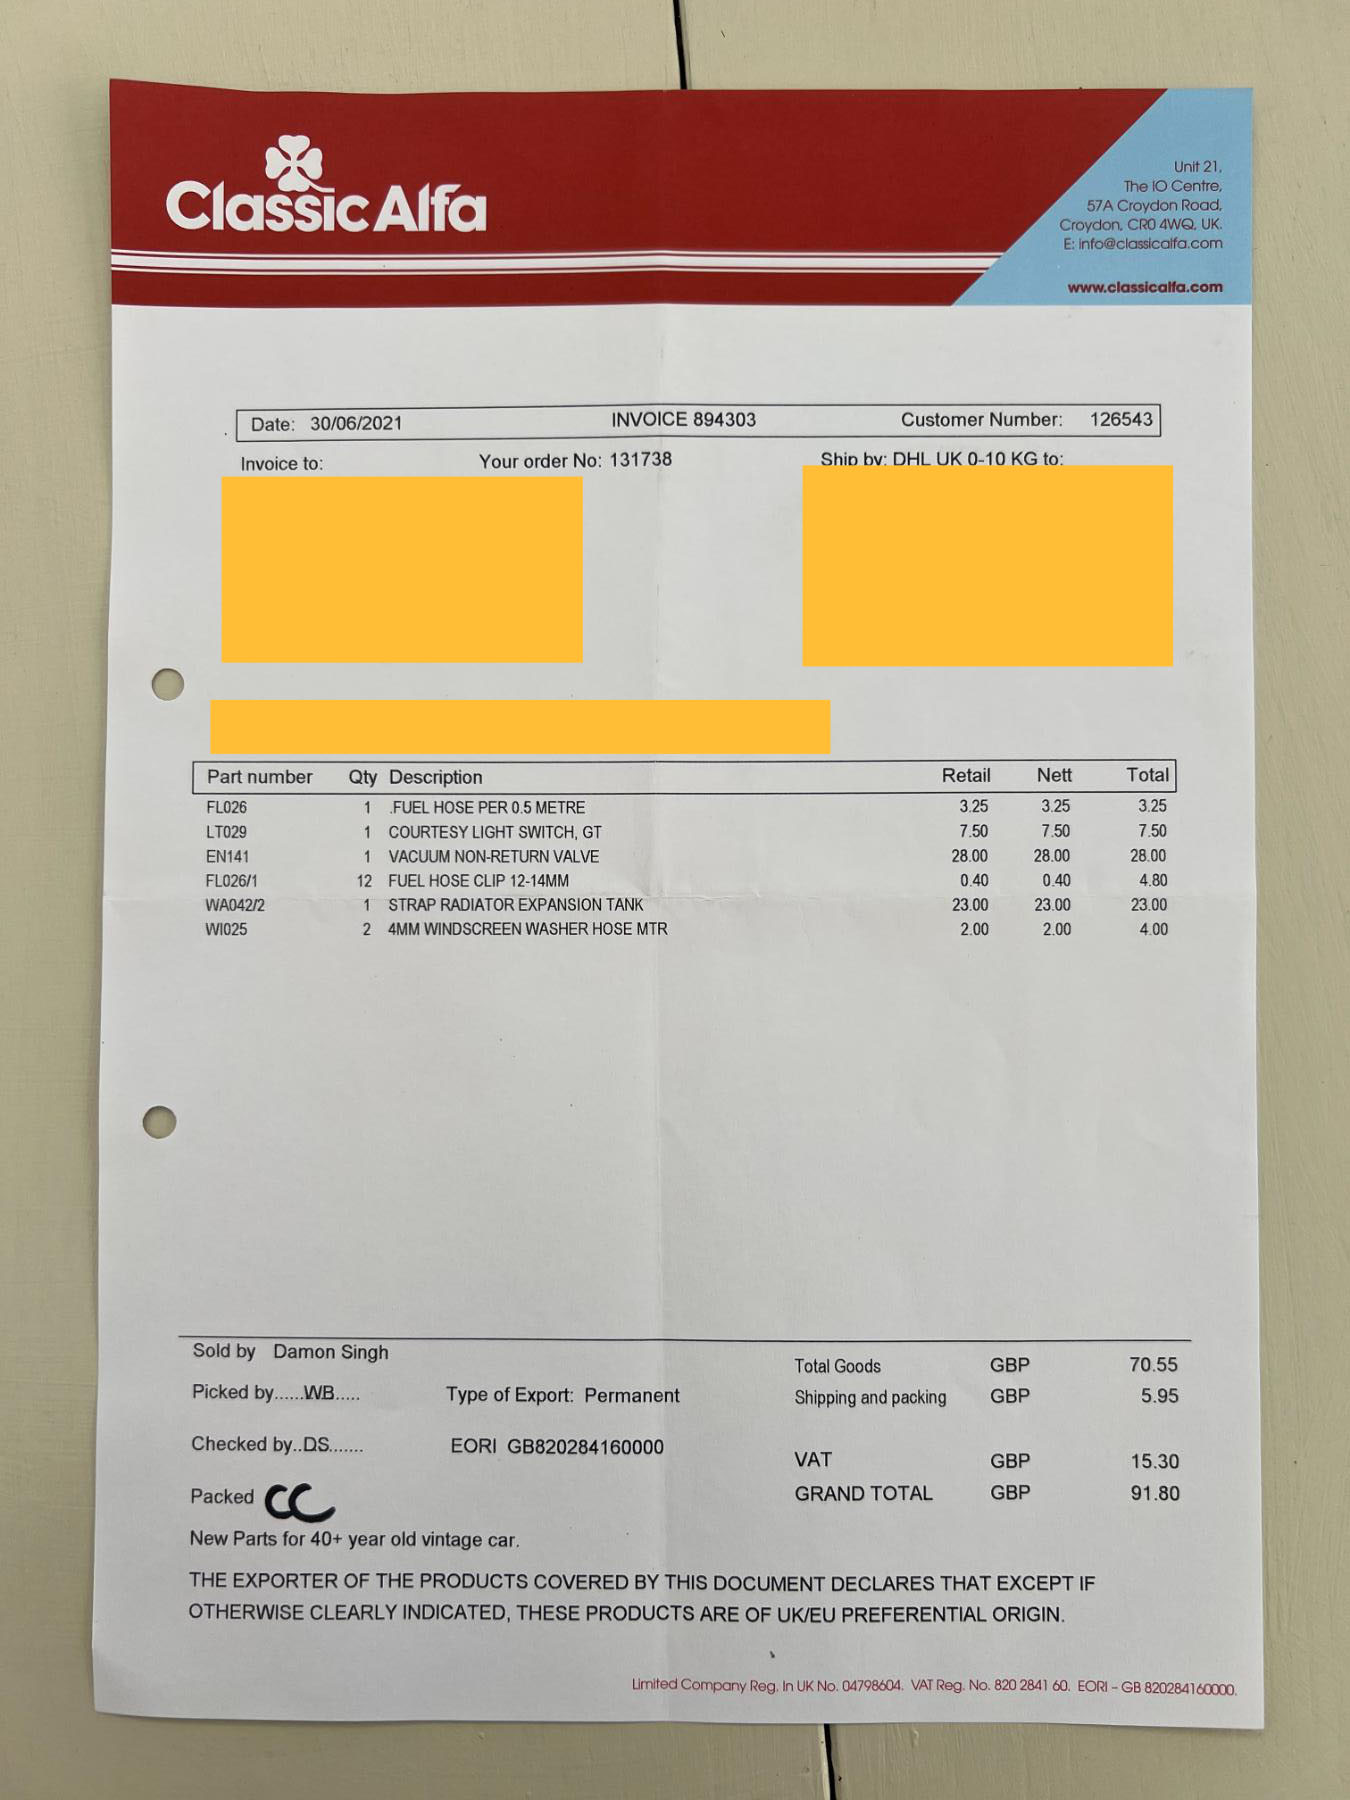 Classic Alfa
Unit 21,
The IO Centre,
57A Croydon Road,
Croydon, CR0 4WQ, UK.
E: info@classicalfa.com
www.classicalfa.com
Date: 30/06/2021 INVOICE 894303 Customer Number: 126543
Invoice to: Your order No: 131738 Ship by: DHL UK 0-10 KG to:
Part number Qty Description Retail Nett Total
FL026 1 .FUEL HOSE PER 0.5 METRE 3.25 3.25 3.25
LT029 1 COURTESY LIGHT SWITCH, GT 7.50 7.50 7.50
EN141 1 VACUUM NON-RETURN VALVE 28.00 28.00 28.00
FL026/1 12 FUEL HOSE CLIP 12-14MM 0.40 0.40 4.80
WA042/2 1 STRAP RADIATOR EXPANSION TANK 23.00 23.00 23.00
WI025 2 4MM WINDSCREEN WASHER HOSE MTR 2.00 2.00 4.00
Sold by Damon Singh
Total Goods GBP 70.55
Picked by......WB..... Type of Export: Permanent Shipping and packing GBP 5.95
Checked by..DS....... EORI GB820284160000 VAT GBP 15.30
Packed CC GRAND TOTAL GBP 91.80
New Parts for 40+ year old vintage car.
THE EXPORTER OF THE PRODUCTS COVERED BY THIS DOCUMENT DECLARES THAT EXCEPT IF
OTHERWISE CLEARLY INDICATED, THESE PRODUCTS ARE OF UK/EU PREFERENTIAL ORIGIN.
Limited Company Reg. In UK No. 04798604. VAT Reg. No. 820 2841 60. EORI - GB 820284160000.